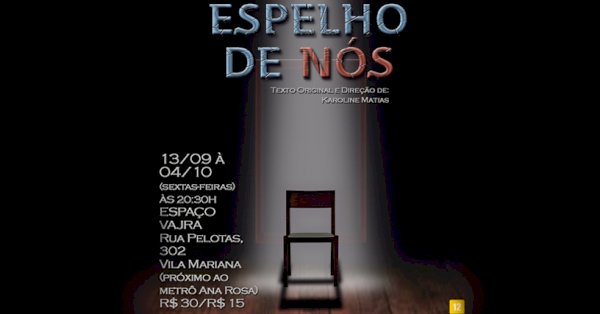 ESPELHO
DE NÓS
TEXTO ORIGINAL E DIREÇÃO DE:
KAROLINE MATIAS
13/09 À
04/10
(SEXTAS-FEIRAS)
ÀS 20:30H
ESPAÇO
VAJRA
RUA PELOTAS,
302
VILA MARIANA
(PRÓXIMO AO
METRÔ ANA ROSA)
R$ 30/R$ 15
12